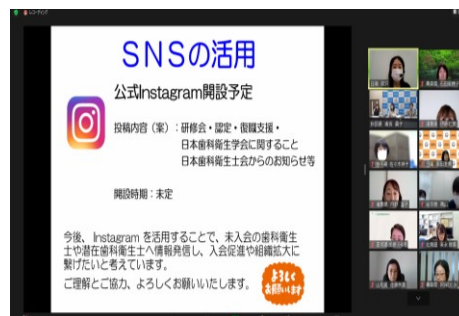 レコーディング
SNSの活用
公式Instagram開設予定
投稿内容（案）：研修会・認定・復職支援・
日本歯科衛生学会に関すること
日本歯科衛生士会からのお知らせ等
開設時期：未定
今後、Instagram を活用することで、未入会の歯科衛生
士や潜在歯科衛生士へ情報発信し、入会促進や組織拡大に
繋げたいと考えています。
ご理解とご協力、よろしくお願いいたします。
よろしく
お願いします